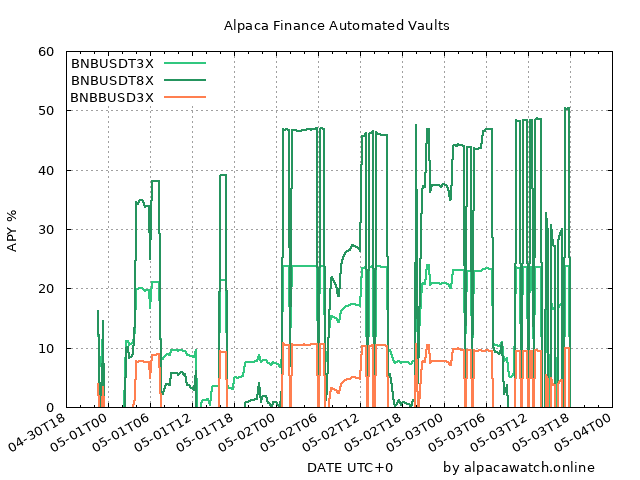 Alpaca Finance Automated Vaults
60
50
40
30
20
10
0
APY %
BNBUSDT3X
BNBUSDT8X
BNBBUSD3X
04-30T18
05-01T00
05-01T06
05-01T12
05-01T18
05-02T00
05-02T06
05-02T12
05-02T18
05-03T00
05-03T06
05-03T12
05-03T18
05-04T00
DATE UTC+0
by alpacawatch.online